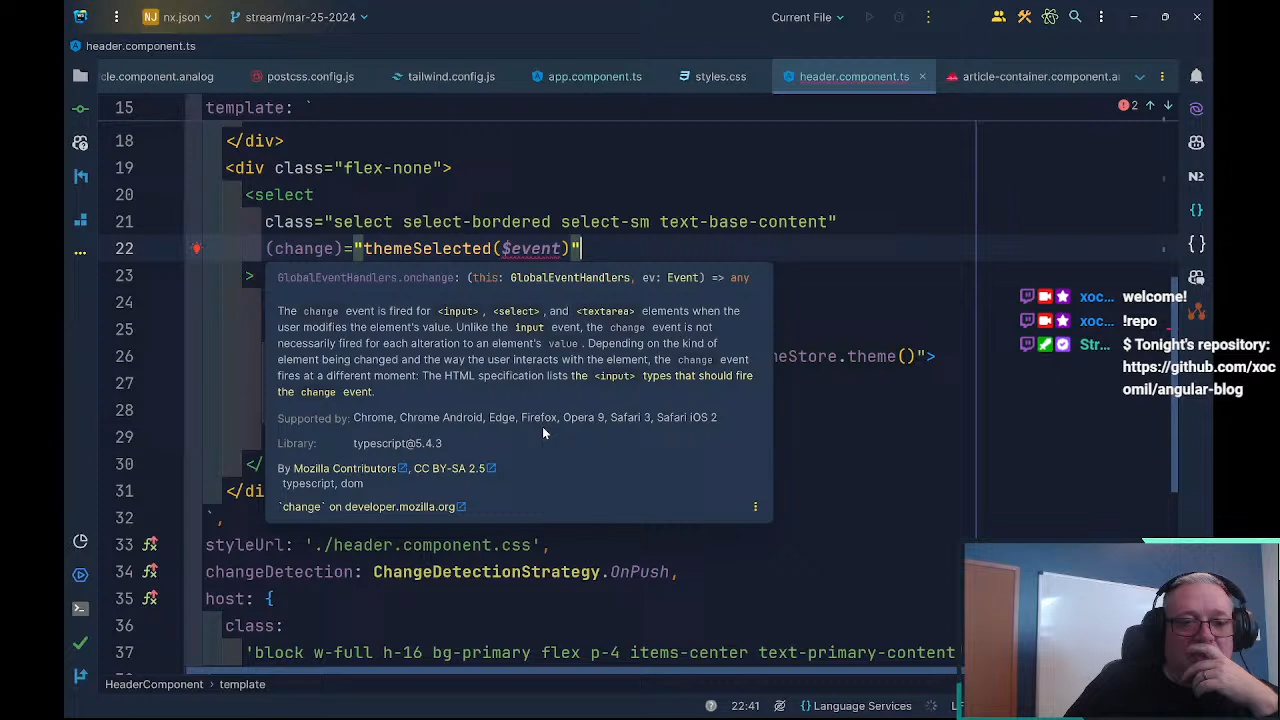 NJ nx.json stream/mar-25-2024 Current File
header.component.ts
cle.component.analog postcss.config.js tailwind.config.js app.component.ts styles.css header.component.ts article-container.component.ar
15 template: `
2
18 </div>
19 <div class="flex-none">
20 <select
21 class="select select-bordered select-sm text-base-content"
22 (change)="themeSelected($event)"
23 >
GlobalEventHandlers.onchange: (this: GlobalEventHandlers, ev: Event) => any
24
The change event is fired for <input>, <select>, and <textarea> elements when the
25
user modifies the element's value. Unlike the input event, the change event is not
necessarily fired for each alteration to an element's value. Depending on the kind of
26 meStore.theme()">
element being changed and the way the user interacts with the element, the change event
fires at a different moment: The HTML specification lists the <input> types that should fire
27
the change event.
28
Supported by: Chrome, Chrome Android, Edge, Firefox, Opera 9, Safari 3, Safari iOS 2
29
Library: typescript@5.4.3
30 </
By Mozilla Contributors, CC BY-SA 2.5
typescript, dom
31 </di
`change` on developer.mozilla.org
32 `,
33 styleUrl: './header.component.css',
34 changeDetection: ChangeDetectionStrategy.OnPush,
35 host: {
36 class:
37 'block w-full h-16 bg-primary flex p-4 items-center text-primary-content
HeaderComponent template
22:41 Language Services
N2
xoc... welcome!
xoc... !repo
Str... $ Tonight's repository:
https://github.com/xoc
omil/angular-blog